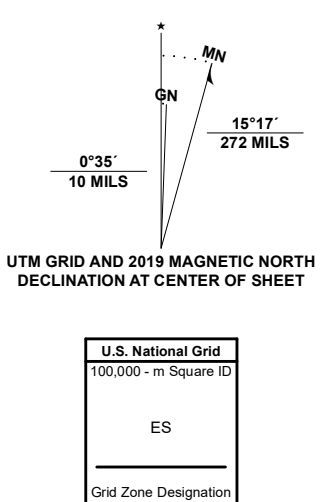 ★
MN
GN
15°17´
272 MILS
0°35´
10 MILS
UTM GRID AND 2019 MAGNETIC NORTH
DECLINATION AT CENTER OF SHEET
U.S. National Grid
100,000 - m Square ID
ES
Grid Zone Designation